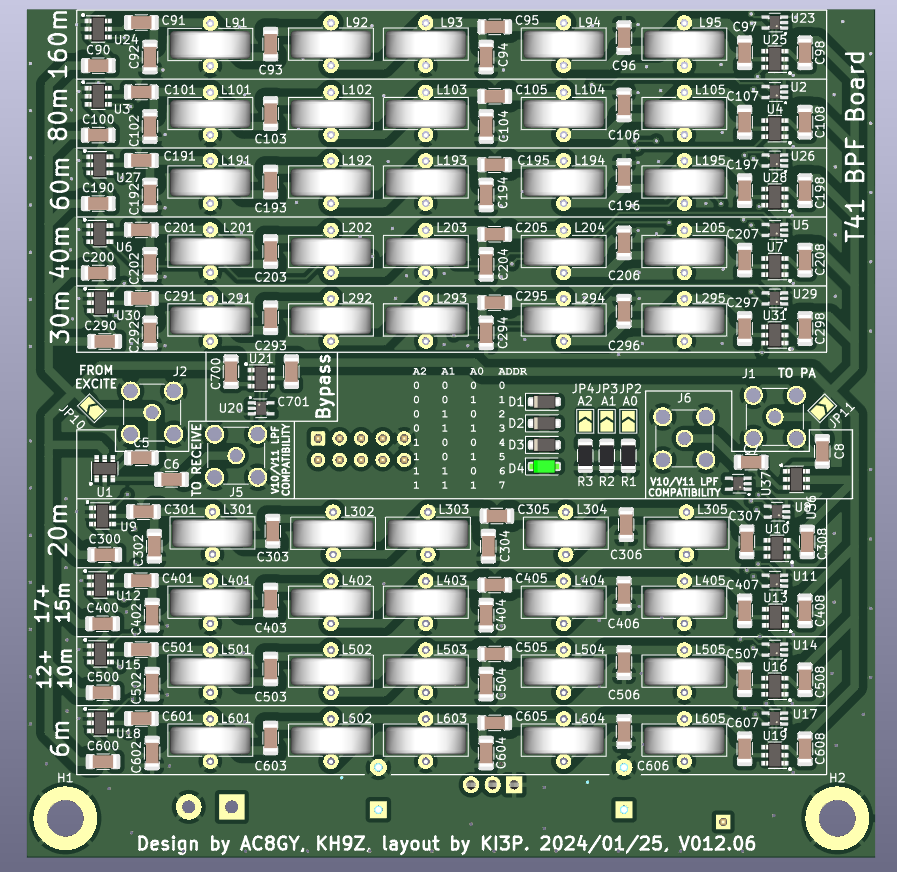 160m
C91
L91
L92
L93
C95
L94
L95
C97
U23
U24
C90
C92
C93
C94
C96
U25
C98
80m
C101
L101
L102
L103
C105
L104
L105
C107
U2
U3
C100
C102
C103
C104
C106
U4
C108
T41 BPF Board
60m
C191
L191
L192
L193
C195
L194
L195
C197
U26
U27
C190
C192
C193
C194
C196
U28
C198
40m
C201
L201
L202
L203
C205
L204
L205
C207
U5
U6
C200
C202
C203
C204
C206
U7
C208
30m
C291
L291
L292
L293
C295
L294
L295
C297
U29
U30
C290
C292
C293
C294
C296
U31
C298
FROM
EXCITE
J2
JP10
C700
U21
U20
C701
Bypass
A2 A1 A0 ADDR
0 0 0 0
0 0 1 1
0 1 0 2
0 1 1 3
1 0 0 4
1 0 1 5
1 1 0 6
1 1 1 7
D1
D2
D3
D4
JP4 JP3 JP2
A2 A1 A0
R3 R2 R1
J6
J1
TO PA
JP11
C5
C6
U1
TO RECEIVE
J5
V10/V11 LPF
COMPATIBILITY
V10/V11 LPF
COMPATIBILITY
U37
C8
20m
C301
L301
L302
L303
C305
L304
L305
C307
U9
C300
C302
C303
C304
C306
U10
C308
17+
15m
C401
L401
L402
L403
C405
L404
L405
C407
U11
U12
C400
C402
C403
C404
C406
U13
C408
12+
10m
C501
L501
L502
L503
C505
L504
L505
C507
U14
U15
C500
C502
C503
C504
C506
U16
C508
6m
C601
L601
L602
L603
C605
L604
L605
C607
U17
U18
C600
C602
C603
C604
C606
U19
C608
H1
H2
Design by AC8GY, KH9Z, layout by KI3P. 2024/01/25, V012.06